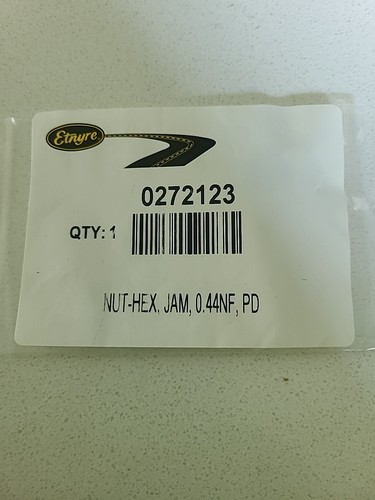 Etnyre
0272123
QTY: 1
NUT-HEX, JAM, 0.44NF, PD